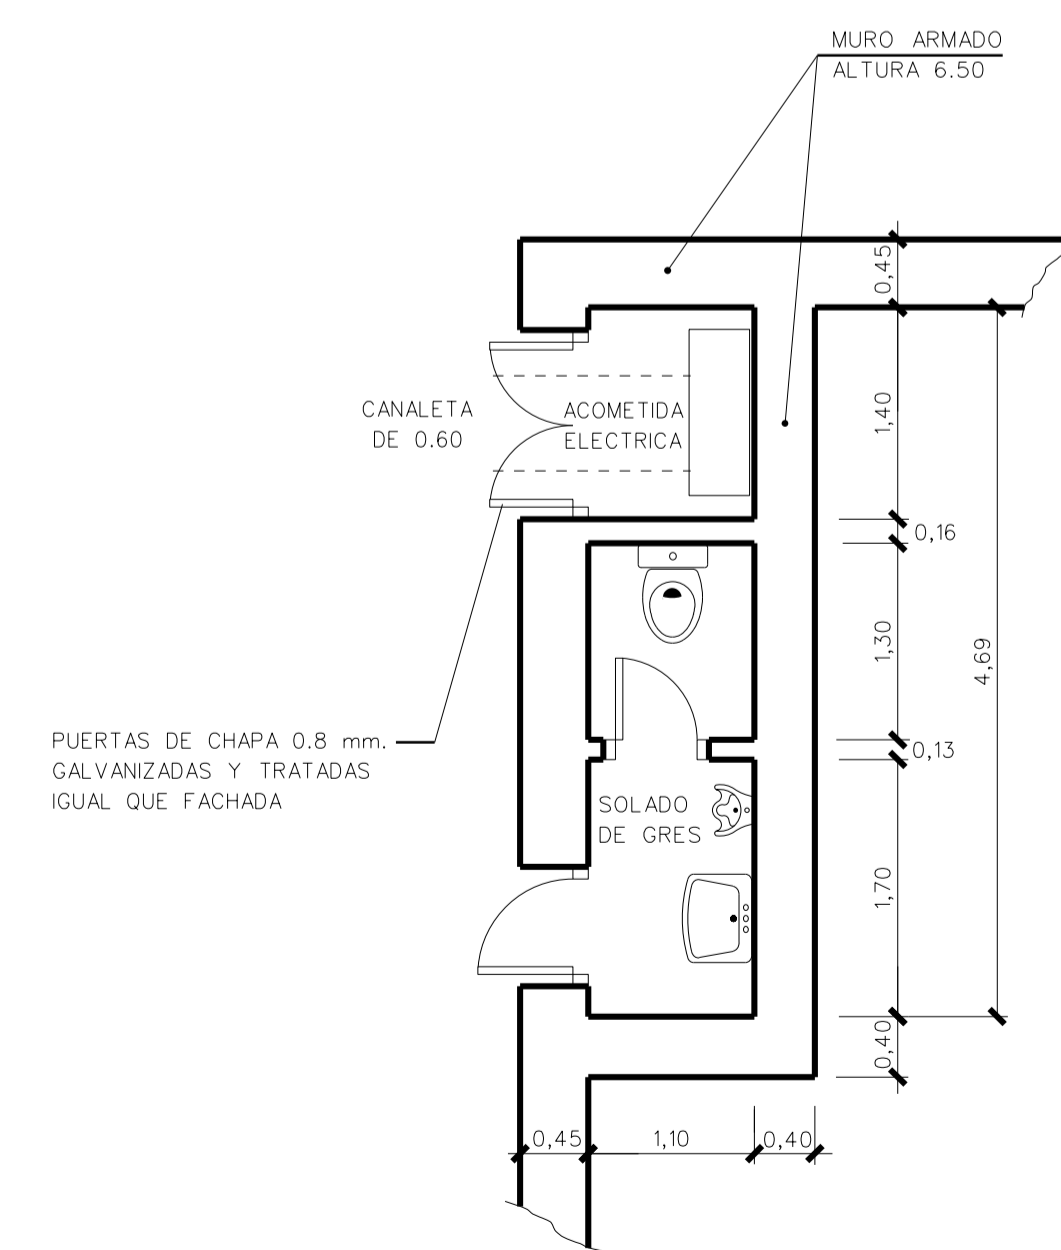 MURO ARMADO
ALTURA 6.50
0,45
CANALETA
DE 0.60
ACOMETIDA
ELECTRICA
1,40
0,16
1,30
4,69
PUERTAS DE CHAPA 0.8 mm.
GALVANIZADAS Y TRATADAS
IGUAL QUE FACHADA
0,13
SOLADO
DE GRES
1,70
0,40
0,45
1,10
0,40